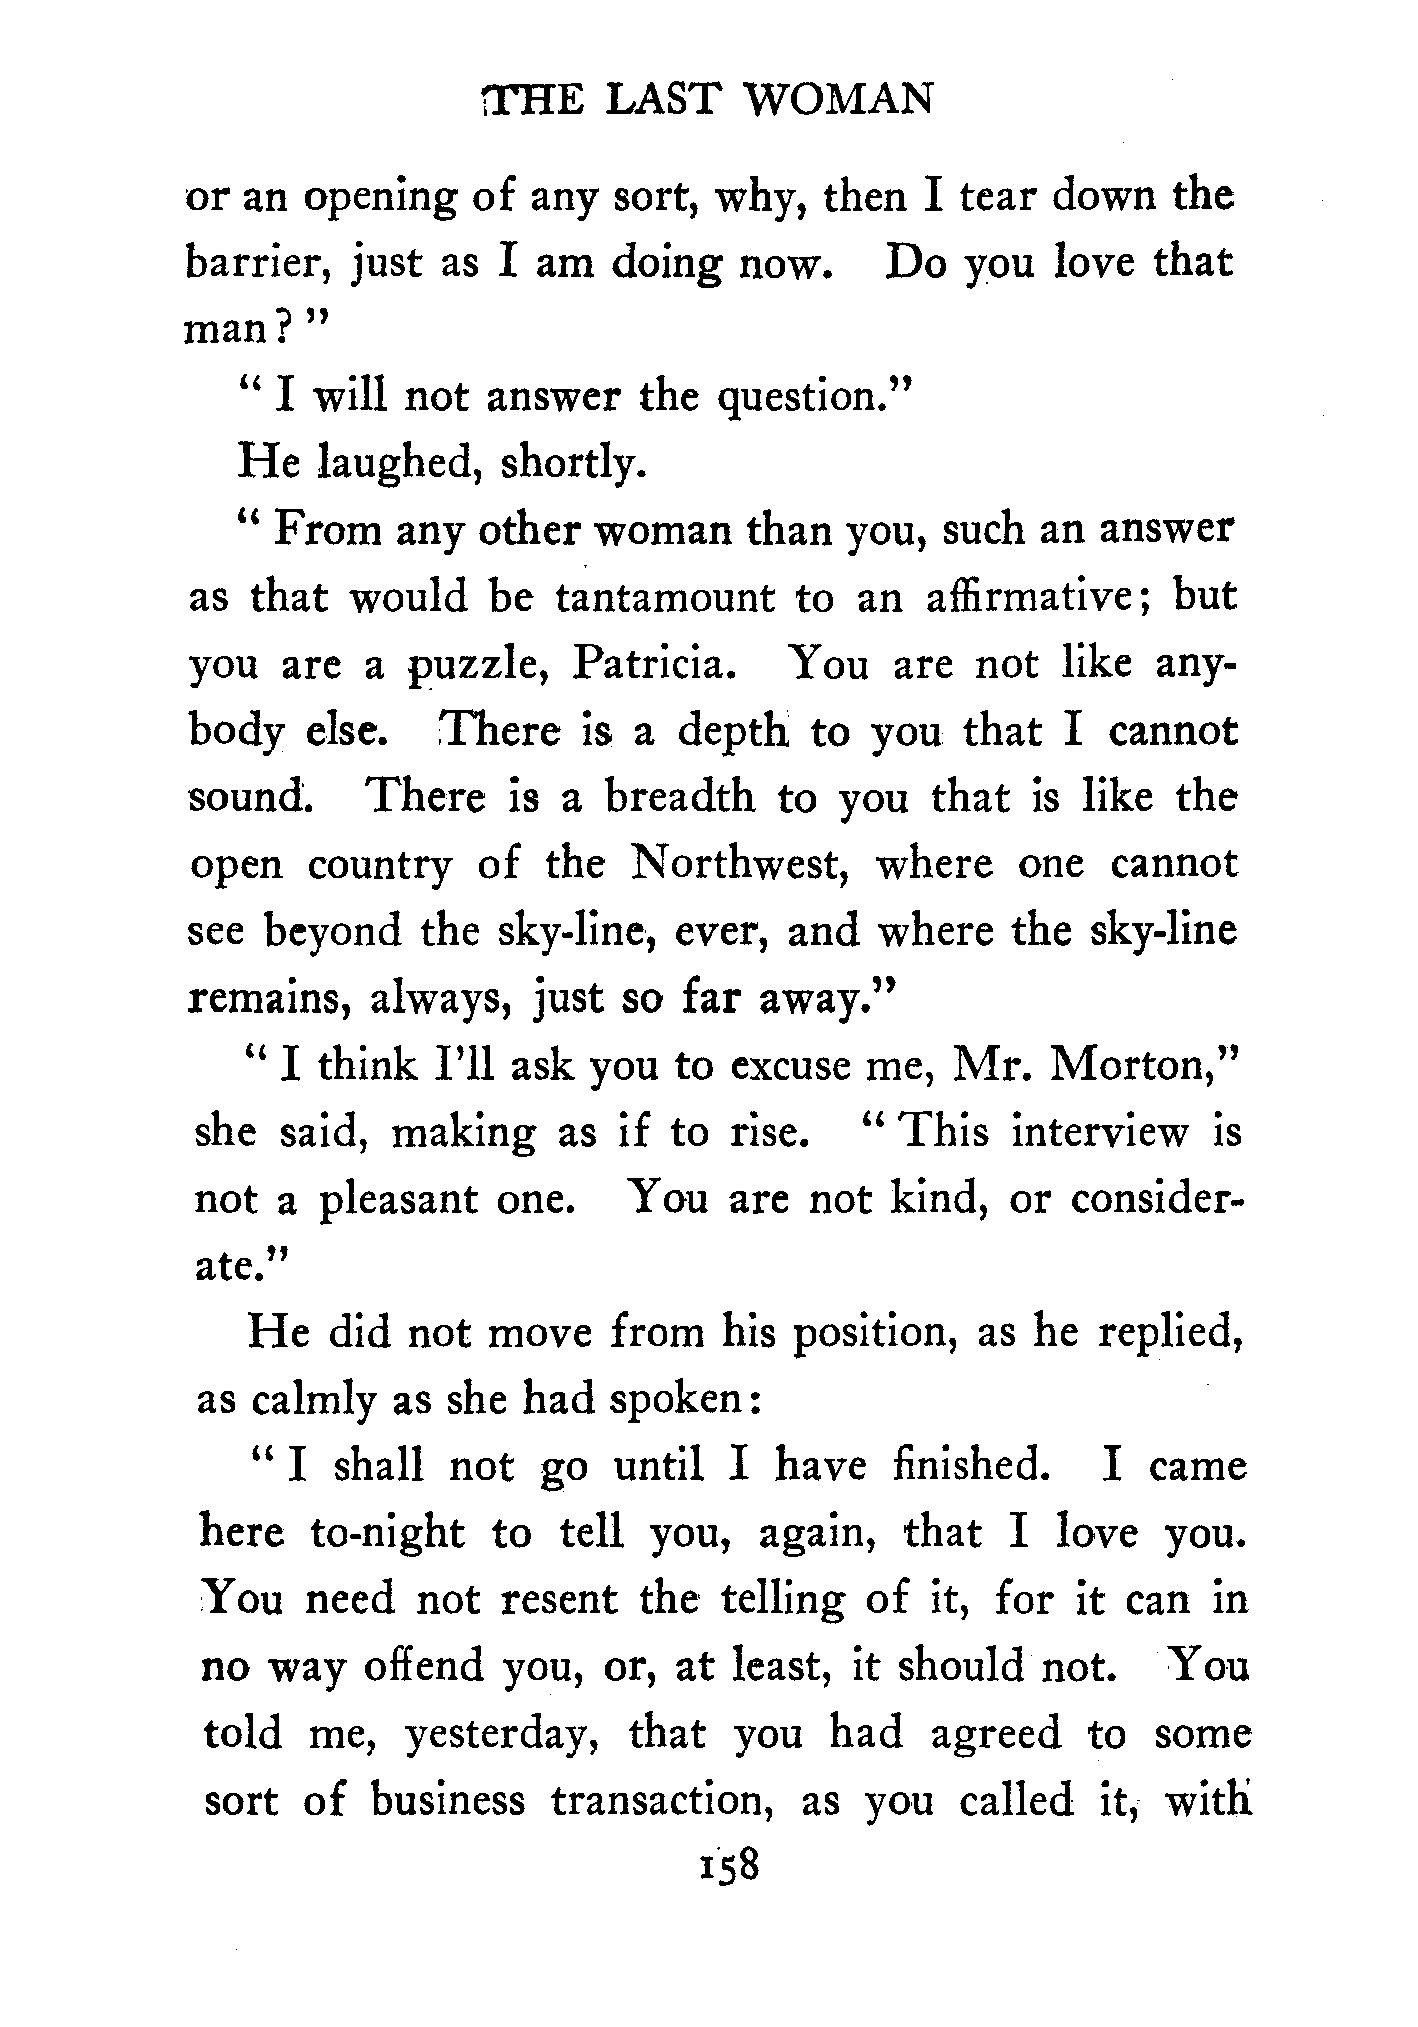 THE LAST WOMAN
or an opening of any sort, why, then I tear down the
barrier, just as I am doing now. Do you love that
man?"
"I will not answer the question."
He laughed, shortly.
"From any other woman than you, such an answer
as that would be tantamount to an affirmative; but
you are a puzzle, Patricia. You are not like any-
body else. There is a depth to you that I cannot
sound. There is a breadth to you that is like the
open country of the Northwest, where one cannot
see beyond the sky-line, ever, and where the sky-line
remains, always, just so far away."
"I think I'll ask you to excuse me, Mr. Morton,"
she said, making as if to rise. "This interview is
not a pleasant one. You are not kind, or consider-
ate."
He did not move from his position, as he replied,
as calmly as she had spoken:
"I shall not go until I have finished. I came
here to-night to tell you, again, that I love you.
You need not resent the telling of it, for it can in
no way offend you, or, at least, it should not. You
told me, yesterday, that you had agreed to some
sort of business transaction, as you called it, with
158